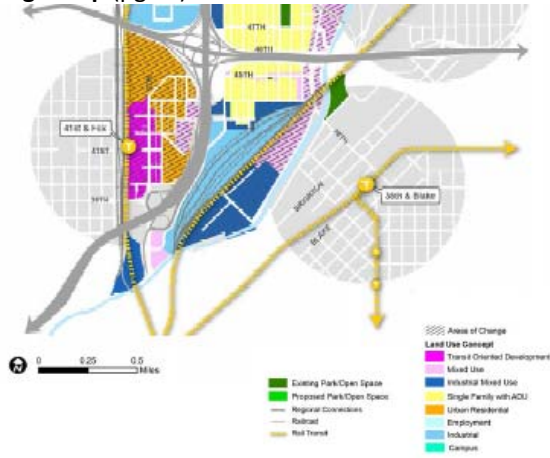 47TH
46TH
45TH
41st & Fox
41ST
38TH
38th & Blake
BLAKE
Areas of Change
Land Use Concept
Transit Oriented Development
Mixed Use
Industrial Mixed Use
Single Family with ADU
Urban Residential
Employment
Industrial
Campus
Existing Park/Open Space
Proposed Park/Open Space
Regional Connections
Railroad
Rail Transit
0 0.25 0.5
Miles